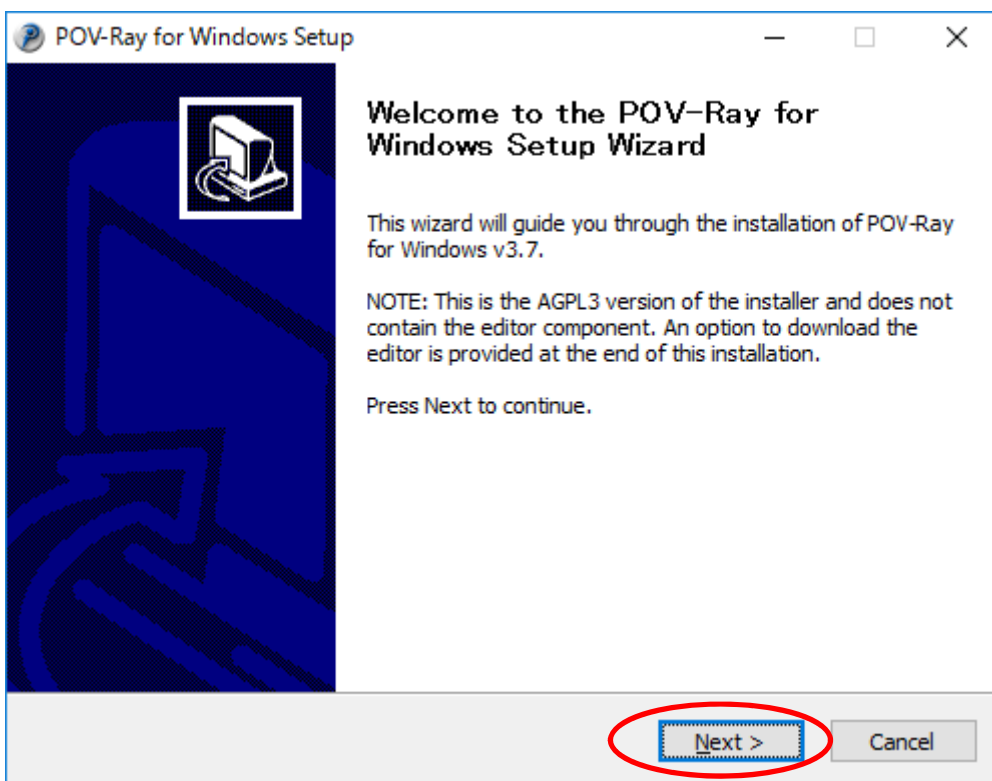 POV-Ray for Windows Setup
Welcome to the POV-Ray for
Windows Setup Wizard
This wizard will guide you through the installation of POV-Ray
for Windows v3.7.
NOTE: This is the AGPL3 version of the installer and does not
contain the editor component. An option to download the
editor is provided at the end of this installation.
Press Next to continue.
Next >
Cancel